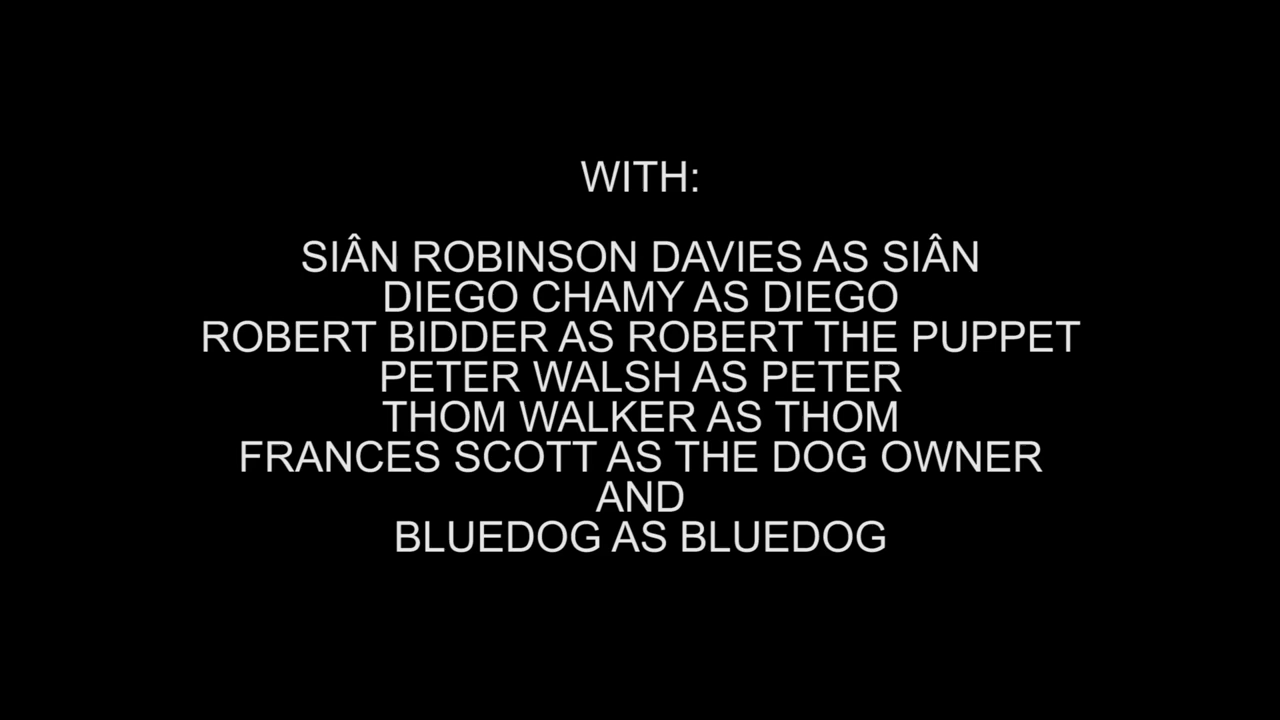 WITH:
SIÂN ROBINSON DAVIES AS SIÂN
DIEGO CHAMY AS DIEGO
ROBERT BIDDER AS ROBERT THE PUPPET
PETER WALSH AS PETER
THOM WALKER AS THOM
FRANCES SCOTT AS THE DOG OWNER
AND
BLUEDOG AS BLUEDOG